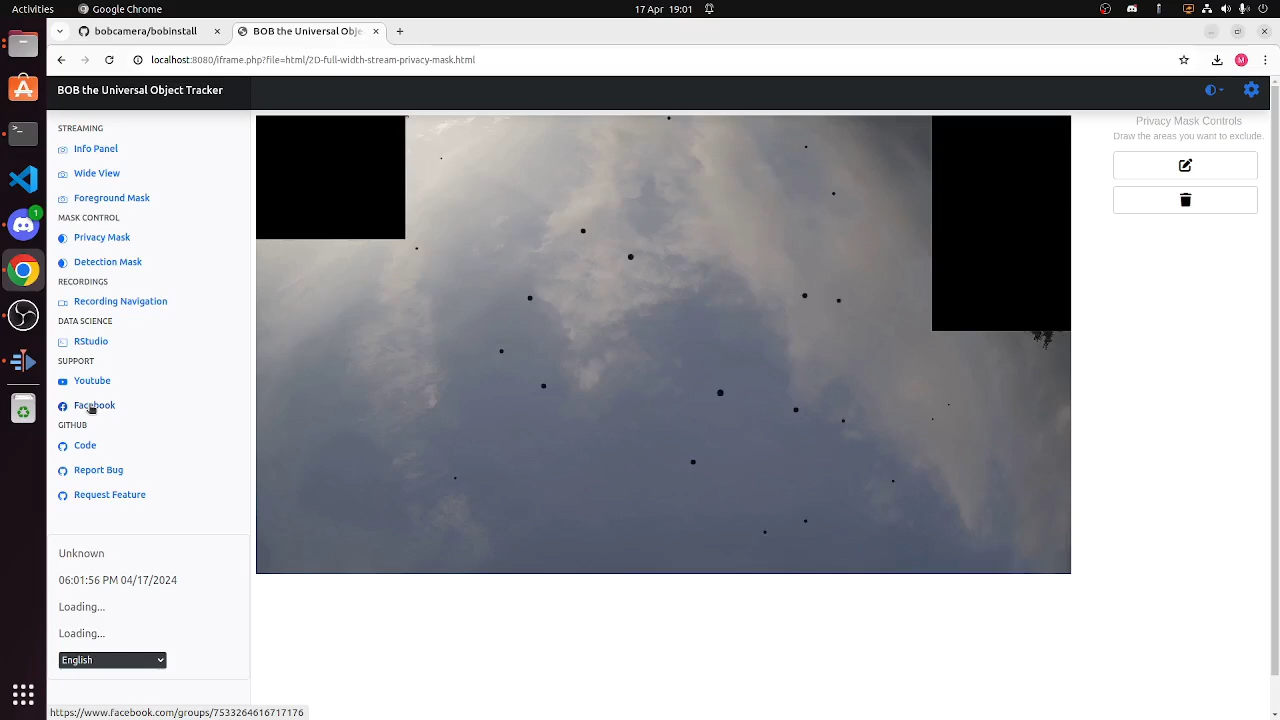 Activities
Google Chrome
17 Apr 19:01
bobcamera/bobinstall
BOB the Universal Obje
localhost:8080/iframe.php?file=html/2D-full-width-stream-privacy-mask.html
M
BOB the Universal Object Tracker
STREAMING
Info Panel
Wide View
Foreground Mask
MASK CONTROL
Privacy Mask
Detection Mask
RECORDINGS
Recording Navigation
DATA SCIENCE
RStudio
SUPPORT
Youtube
Facebook
GITHUB
Code
Report Bug
Request Feature
Unknown
06:01:56 PM 04/17/2024
Loading...
Loading...
English
Privacy Mask Controls
Draw the areas you want to exclude.
1
https://www.facebook.com/groups/7533264616717176